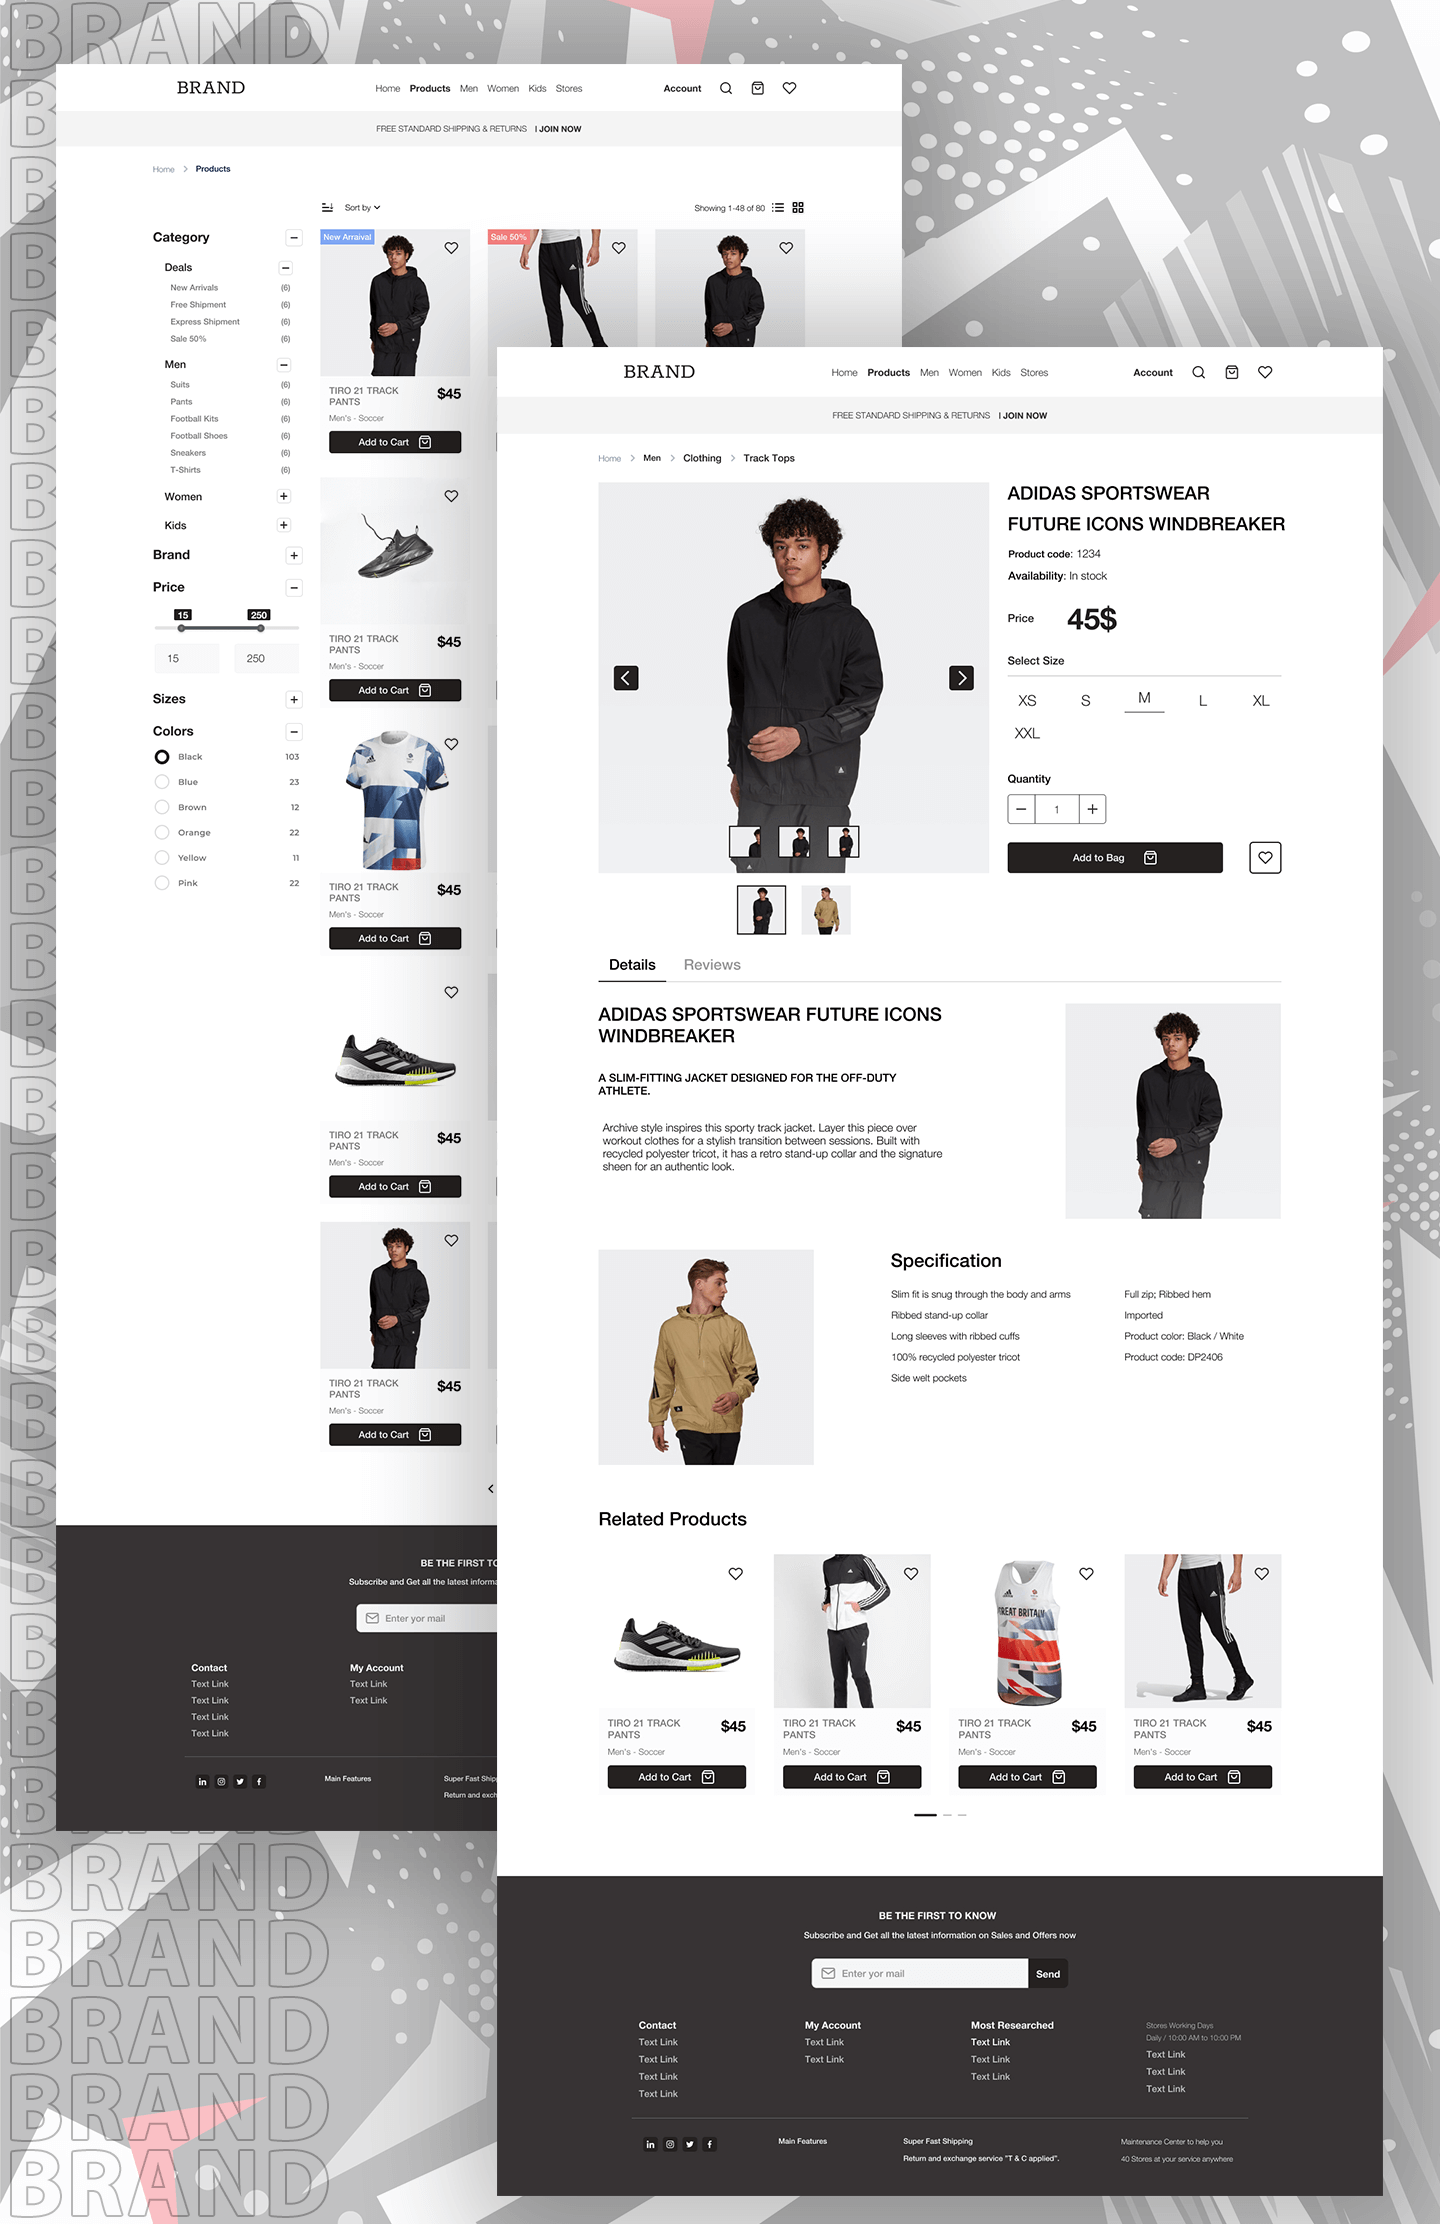 BRAND
BRAND
Home Products Men Women Kids Stores
Account
FREE STANDARD SHIPPING & RETURNS | JOIN NOW
Home > Products
Sort by
Showing 1-48 of 80
Category
Deals
New Arrivals (6)
Free Shipment (6)
Express Shipment (6)
Sale 50% (6)
Men
Suits (6)
Pants (6)
Football Kits (6)
Football Shoes (6)
Sneakers (6)
T-Shirts (6)
Women
Kids
Brand
Price
15 250
15 250
Sizes
Colors
Black 103
Blue 23
Brown 12
Orange 22
Yellow 11
Pink 22
New Arraival
Sale 50%
TIRO 21 TRACK
PANTS
$45
Men's - Soccer
Add to Cart
TIRO 21 TRACK
PANTS
$45
Men's - Soccer
Add to Cart
TIRO 21 TRACK
PANTS
$45
Men's - Soccer
Add to Cart
TIRO 21 TRACK
PANTS
$45
Men's - Soccer
Add to Cart
TIRO 21 TRACK
PANTS
$45
Men's - Soccer
Add to Cart
BE THE FIRST TO
Subscribe and Get all the latest
Enter yor mail
Contact
Text Link
Text Link
Text Link
Text Link
My Account
Text Link
Text Link
Main Features
Super Fast
Return and
BRAND
Home Products Men Women Kids Stores
Account
FREE STANDARD SHIPPING & RETURNS | JOIN NOW
Home > Men > Clothing > Track Tops
ADIDAS SPORTSWEAR
FUTURE ICONS WINDBREAKER
Product code: 1234
Availability: In stock
Price 45$
Select Size
XS S M L XL
XXL
Quantity
1
Add to Bag
Details Reviews
ADIDAS SPORTSWEAR FUTURE ICONS
WINDBREAKER
A SLIM-FITTING JACKET DESIGNED FOR THE OFF-DUTY
ATHLETE.
Archive style inspires this sporty track jacket. Layer this piece over
workout clothes for a stylish transition between sessions. Built with
recycled polyester tricot, it has a retro stand-up collar and the signature
sheen for an authentic look.
Specification
Slim fit is snug through the body and arms
Ribbed stand-up collar
Long sleeves with ribbed cuffs
100% recycled polyester tricot
Side welt pockets
Full zip; Ribbed hem
Imported
Product color: Black / White
Product code: DP2406
Related Products
GREAT BRITAIN
TIRO 21 TRACK
PANTS
$45
Men's - Soccer
Add to Cart
TIRO 21 TRACK
PANTS
$45
Men's - Soccer
Add to Cart
TIRO 21 TRACK
PANTS
$45
Men's - Soccer
Add to Cart
TIRO 21 TRACK
PANTS
$45
Men's - Soccer
Add to Cart
BE THE FIRST TO KNOW
Subscribe and Get all the latest information on Sales and Offers now
Enter yor mail
Send
Contact
Text Link
Text Link
Text Link
Text Link
My Account
Text Link
Text Link
Most Researched
Text Link
Text Link
Text Link
Stores Working Days
Daily / 10:00 AM to 10:00 PM
Text Link
Text Link
Text Link
Main Features
Super Fast Shipping
Return and exchange service "T & C applied".
Maintenance Center to help you
40 Stores at your service anywhere
BRAND
BRAND
BRAND
BRAND
BRAND